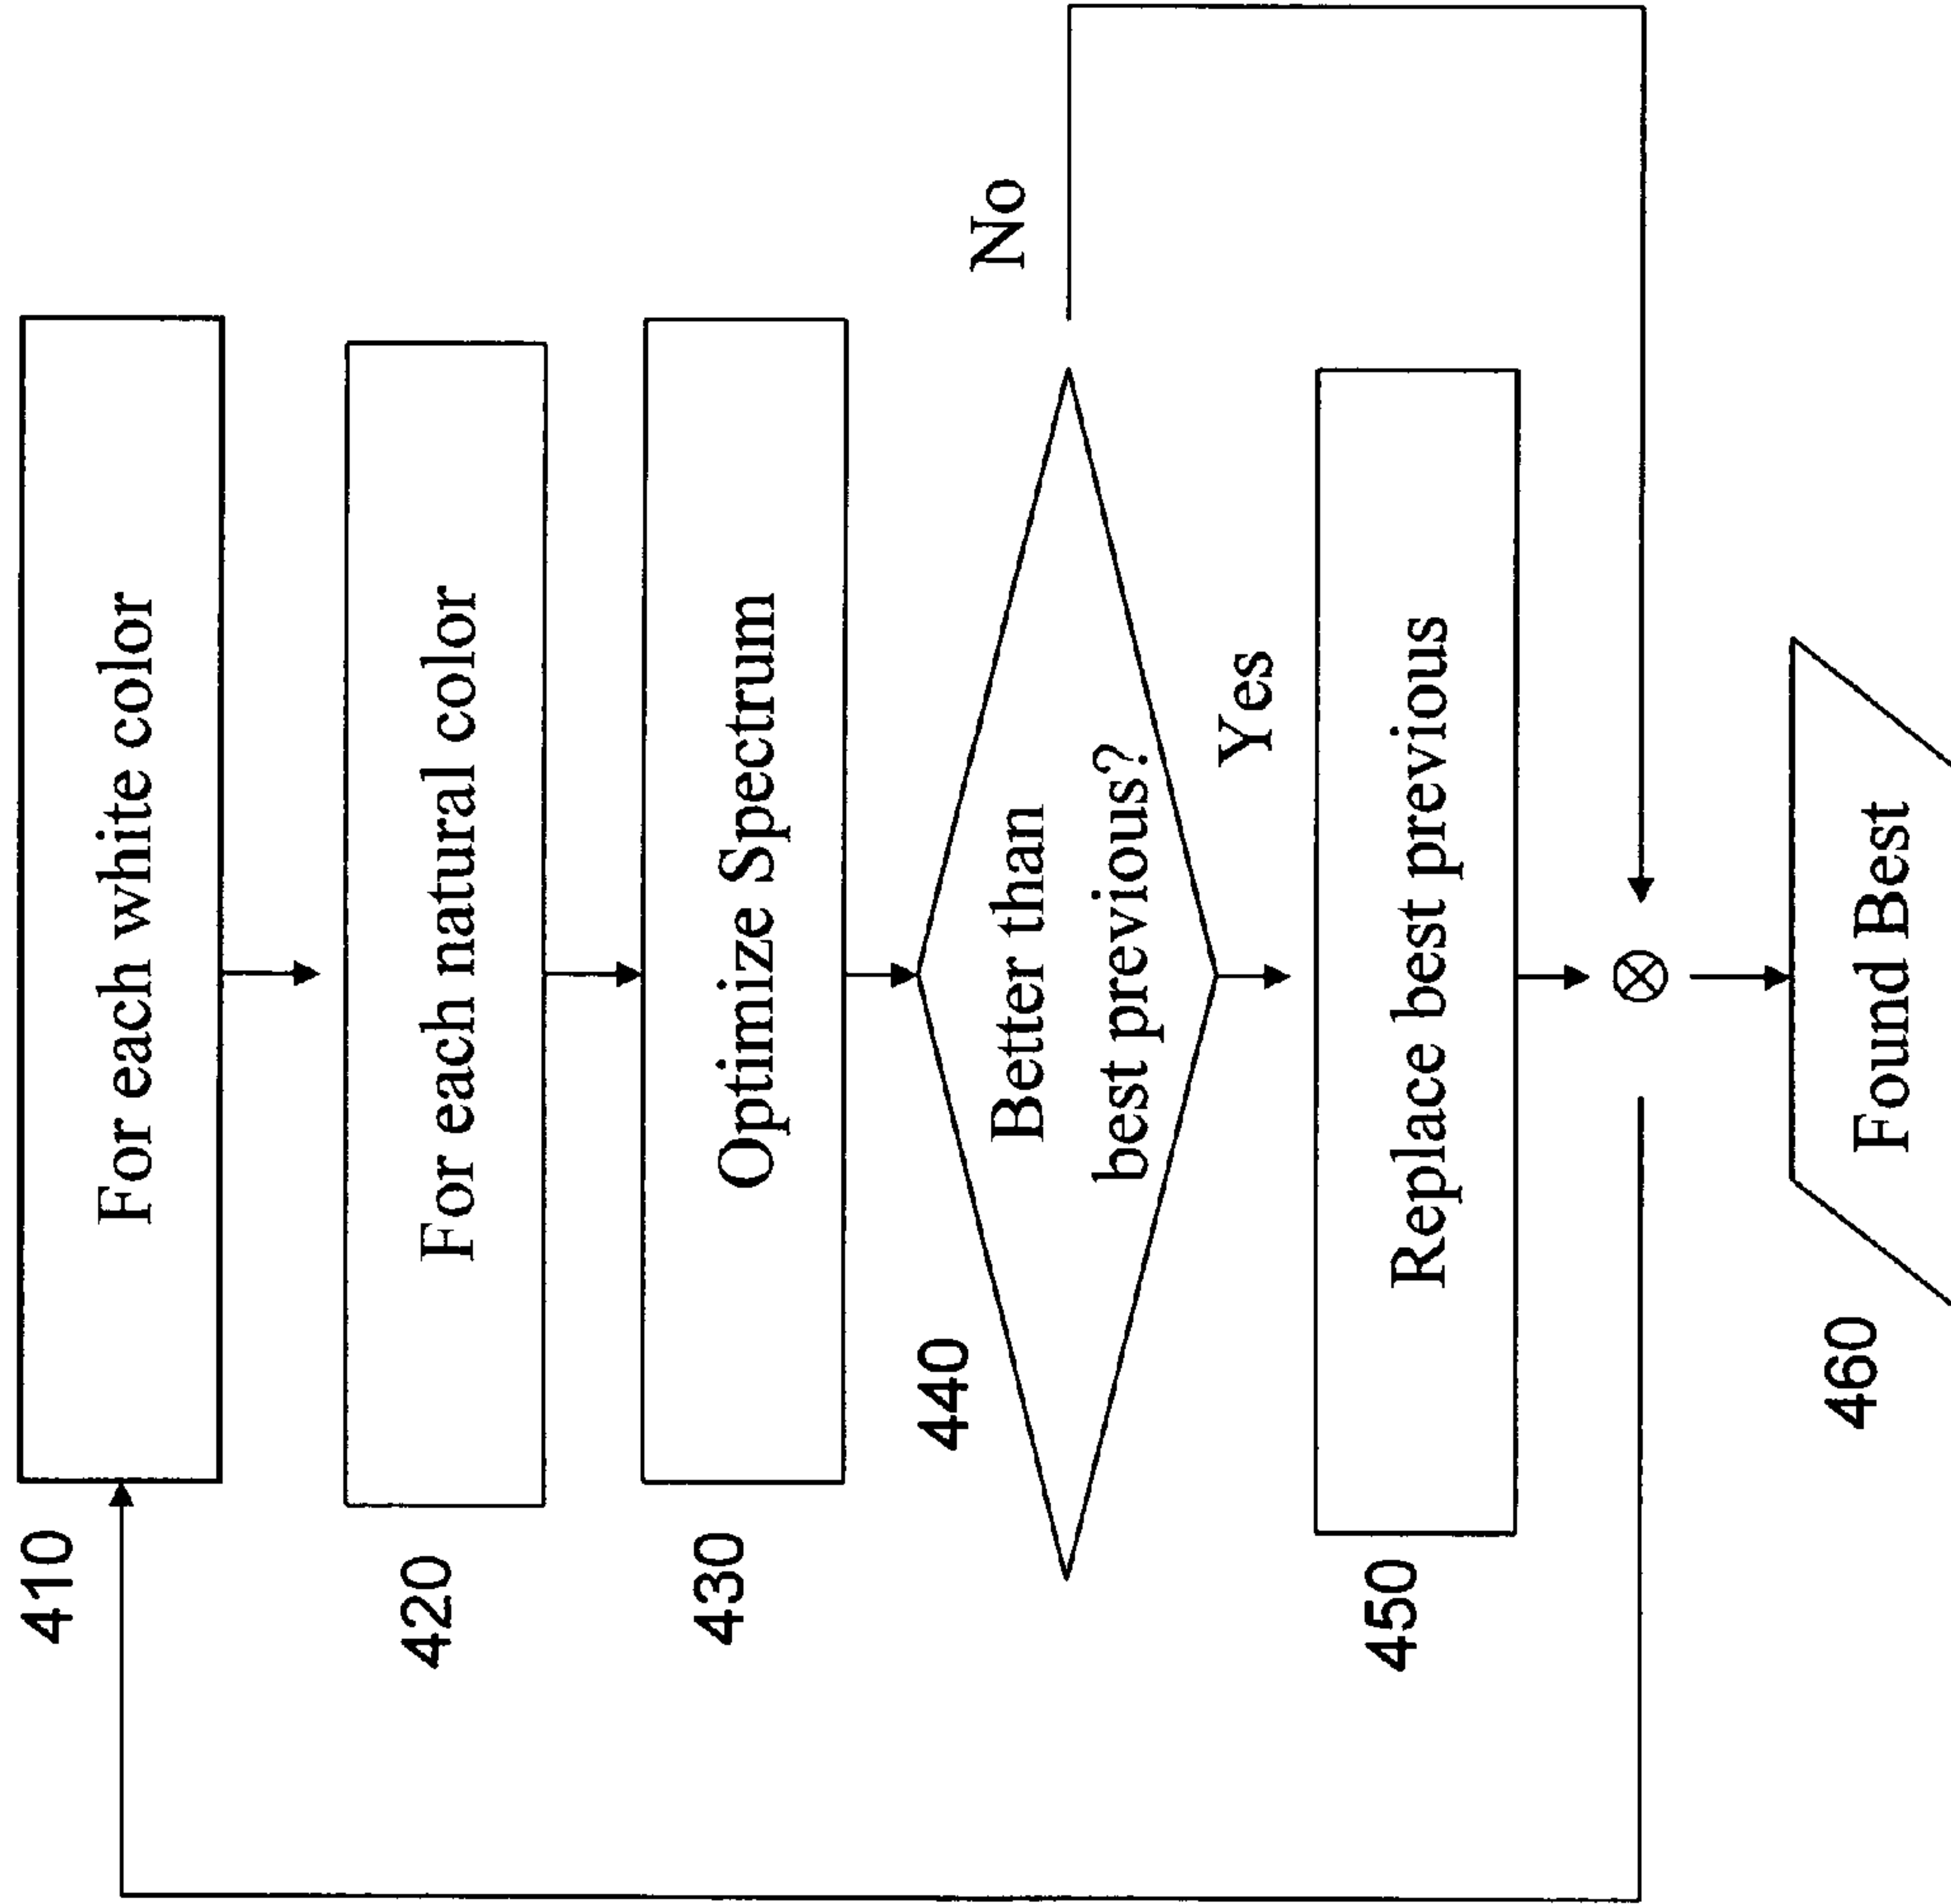 410
For each white color
420
For each natural color
430
Optimize Spectrum
440
Better than
best previous?
No
Yes
450
Replace best previous
460
Found Best